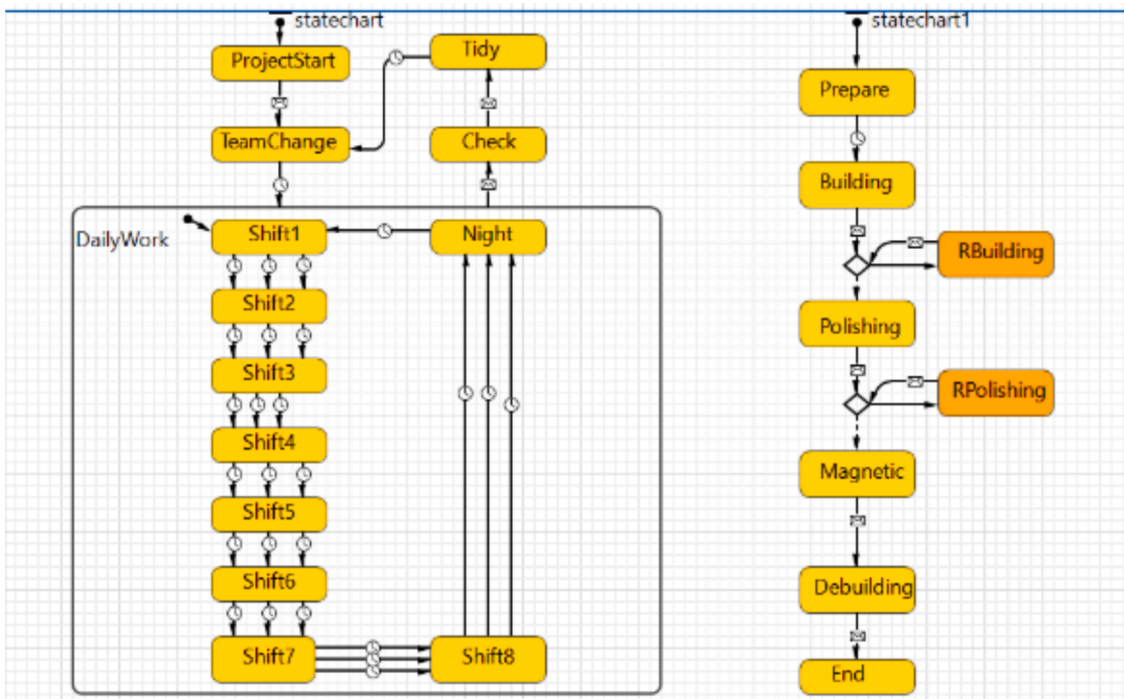 statechart
ProjectStart
Tidy
TeamChange
Check
DailyWork
Shift1
Night
Shift2
Shift3
Shift4
Shift5
Shift6
Shift7
Shift8
statechart1
Prepare
Building
RBuilding
Polishing
RPolishing
Magnetic
Debuilding
End